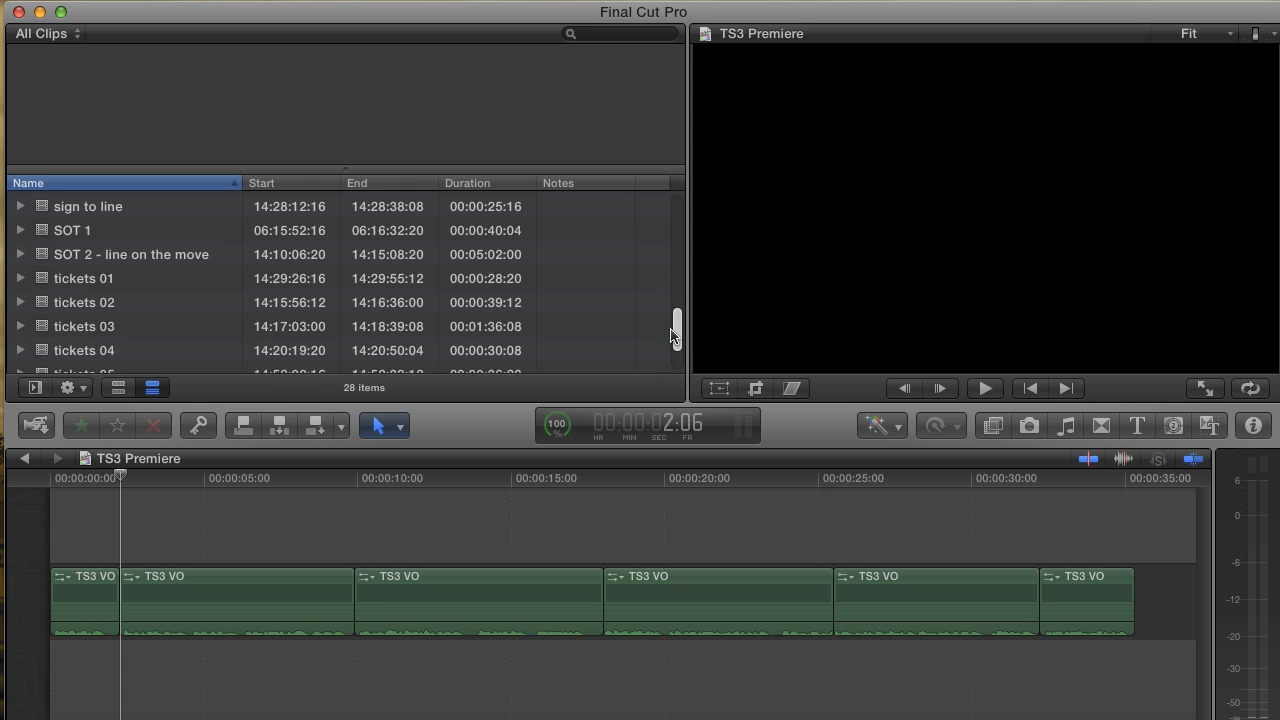 Final Cut Pro
All Clips
TS3 Premiere
Fit
Name Start End Duration Notes
sign to line 14:28:12:16 14:28:38:08 00:00:25:16
SOT 1 06:15:52:16 06:16:32:20 00:00:40:04
SOT 2 - line on the move 14:10:06:20 14:15:08:20 00:05:02:00
tickets 01 14:29:26:16 14:29:55:12 00:00:28:20
tickets 02 14:15:56:12 14:16:36:00 00:00:39:12
tickets 03 14:17:03:00 14:18:39:08 00:01:36:08
tickets 04 14:20:19:20 14:20:50:04 00:00:30:08
28 items
100 %
00:00:02:06
HR MIN SEC FR
TS3 Premiere
00:00:00:00 00:00:05:00 00:00:10:00 00:00:15:00 00:00:20:00 00:00:25:00 00:00:30:00 00:00:35:00
TS3 VO TS3 VO TS3 VO TS3 VO TS3 VO TS3 VO
6
0
-6
-12
-20
-30
-50